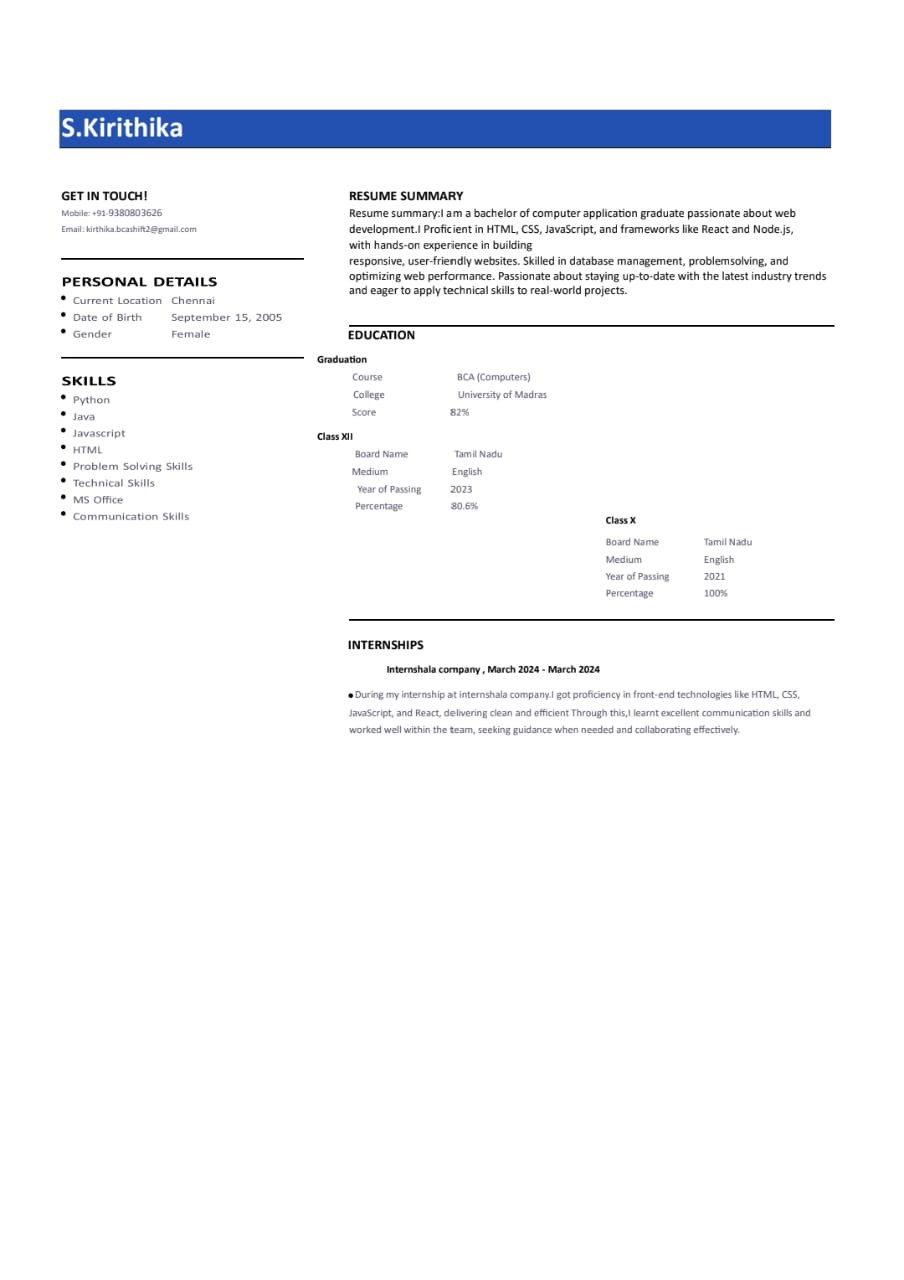 S.Kirithika
GET IN TOUCH!
Mobile: +91-9380803626
Email: kirthika.bcashift2@gmail.com
PERSONAL DETAILS
• Current Location Chennai
• Date of Birth September 15, 2005
• Gender Female
SKILLS
• Python
• Java
• Javascript
• HTML
• Problem Solving Skills
• Technical Skills
• MS Office
• Communication Skills
RESUME SUMMARY
Resume summary:I am a bachelor of computer application graduate passionate about web
development.I Proficient in HTML, CSS, JavaScript, and frameworks like React and Node.js,
with hands-on experience in building
responsive, user-friendly websites. Skilled in database management, problemsolving, and
optimizing web performance. Passionate about staying up-to-date with the latest industry trends
and eager to apply technical skills to real-world projects.
EDUCATION
Graduation
Course BCA (Computers)
College University of Madras
Score 82%
Class XII
Board Name Tamil Nadu
Medium English
Year of Passing 2023
Percentage 80.6%
Class X
Board Name Tamil Nadu
Medium English
Year of Passing 2021
Percentage 100%
INTERNSHIPS
Internshala company , March 2024 - March 2024
•During my internship at internshala company.I got proficiency in front-end technologies like HTML, CSS,
JavaScript, and React, delivering clean and efficient Through this,I learnt excellent communication skills and
worked well within the team, seeking guidance when needed and collaborating effectively.